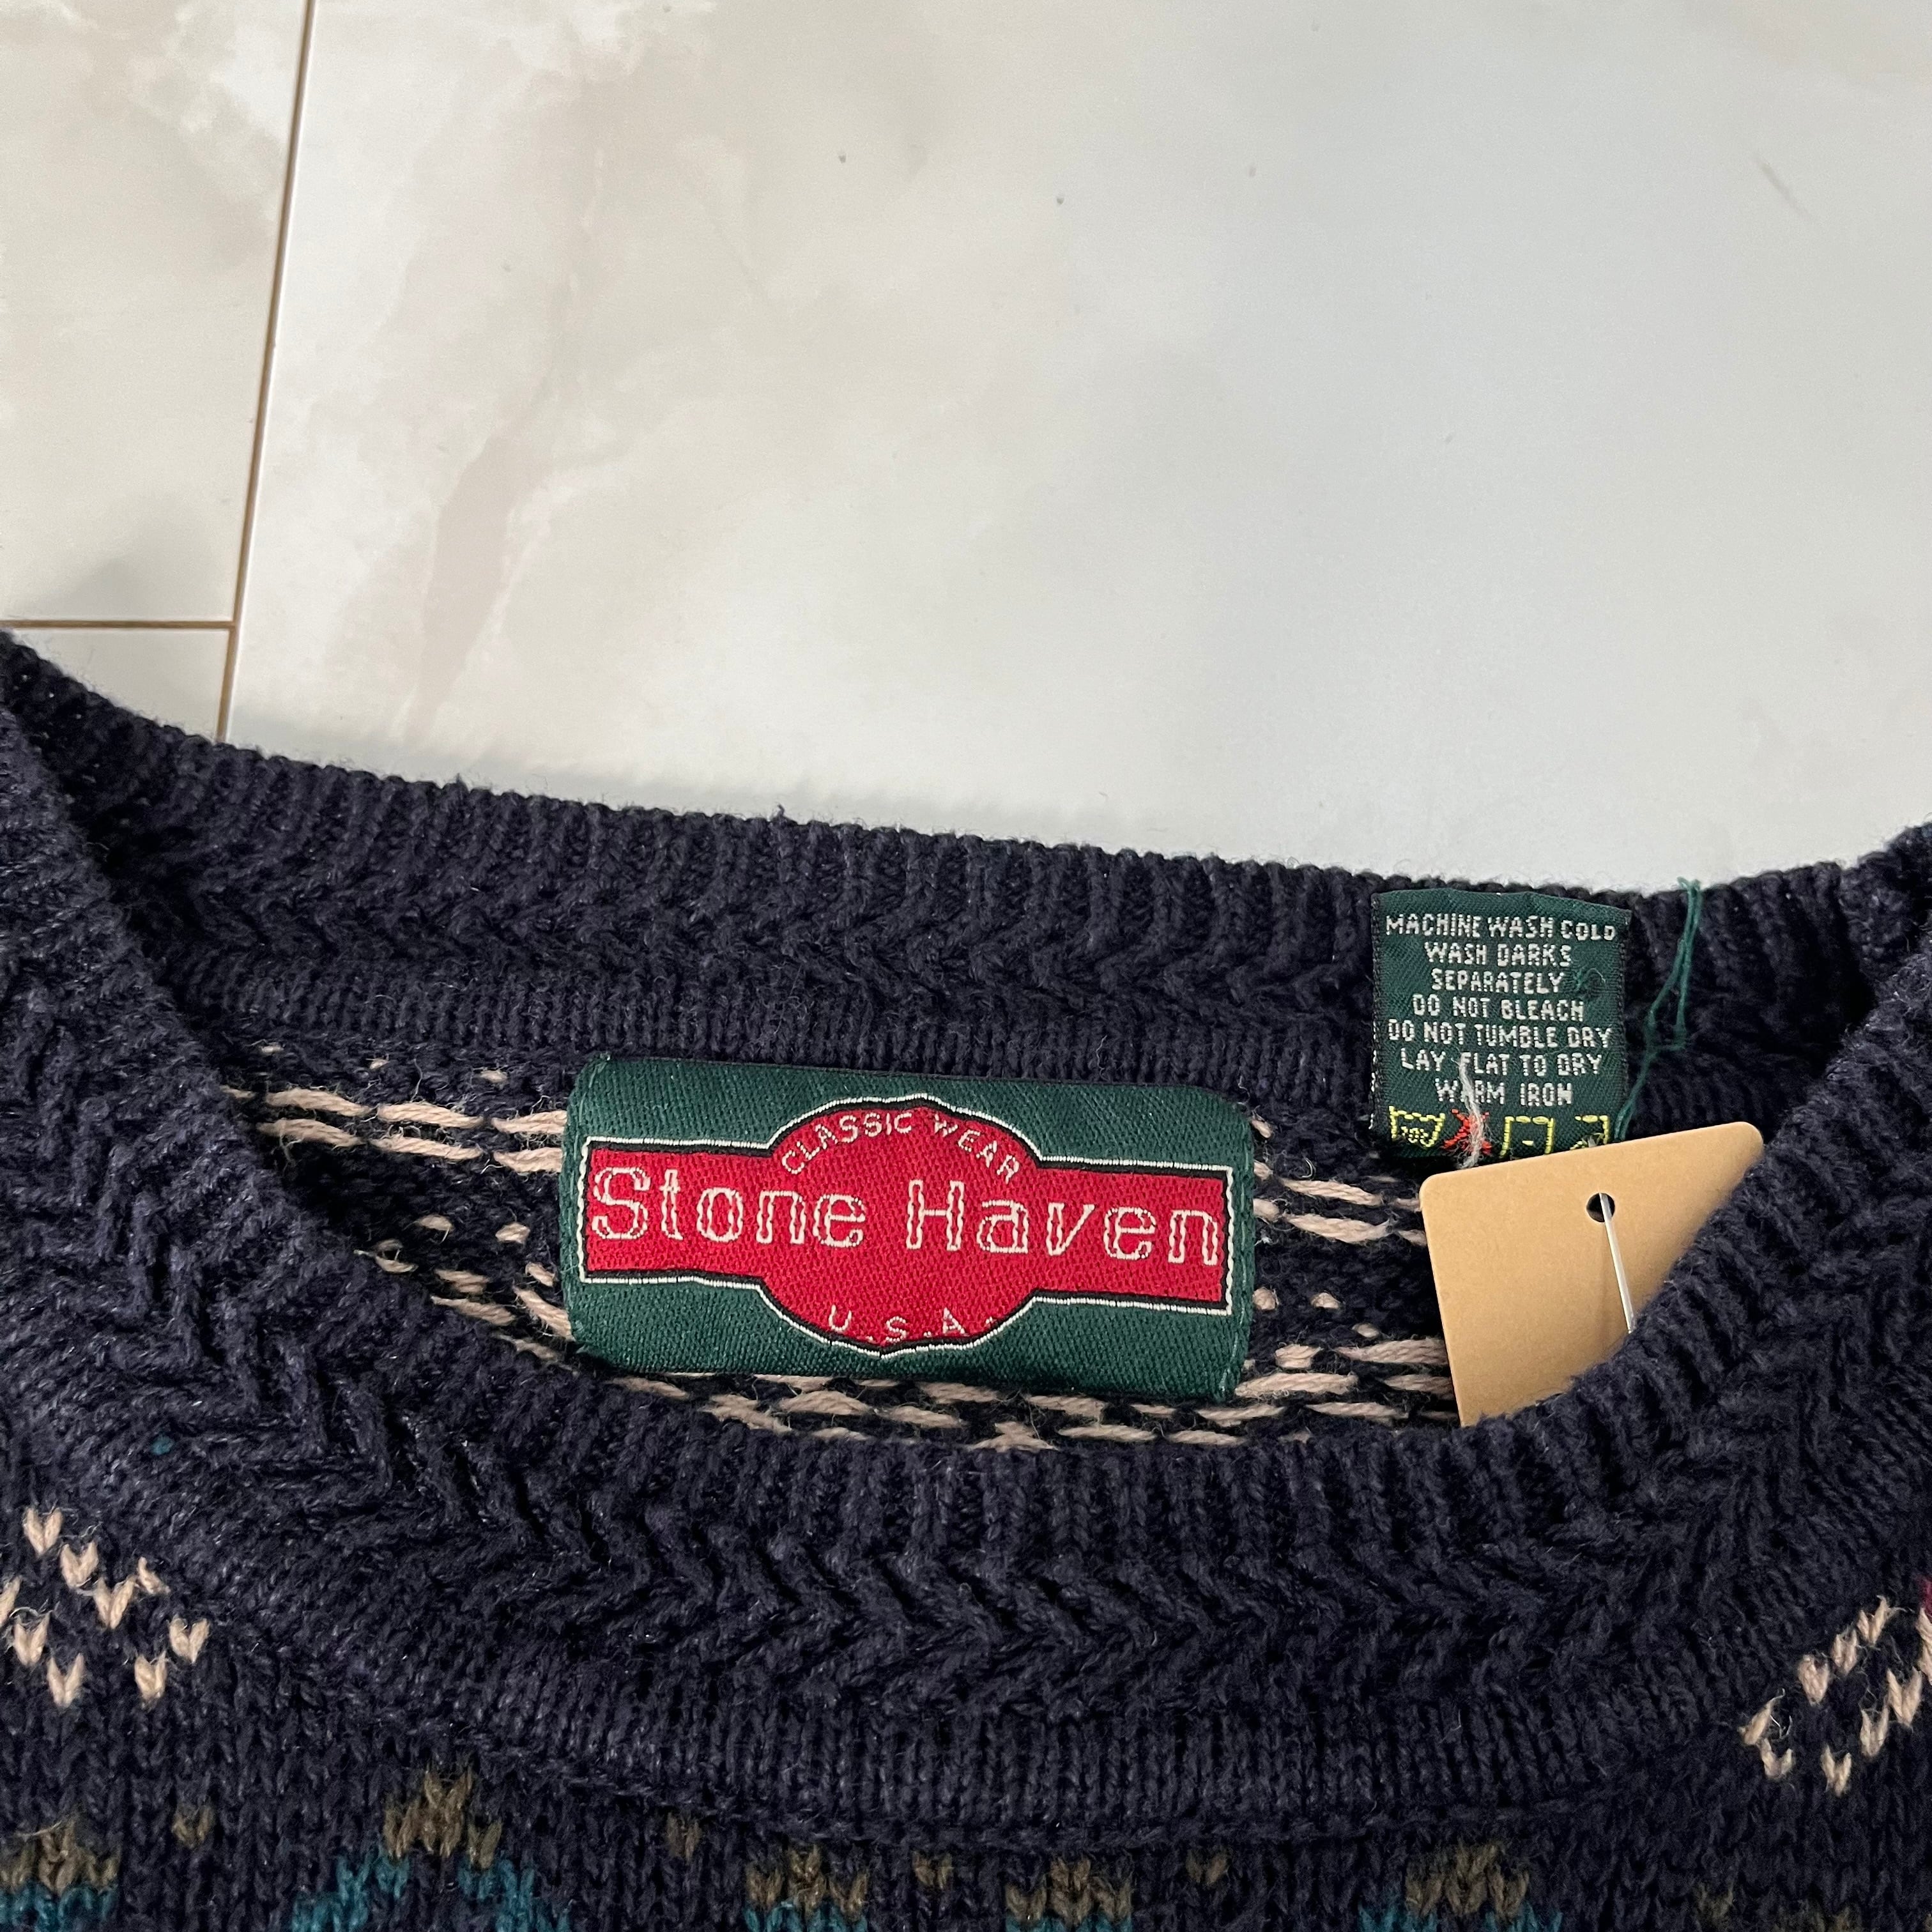 MACHINE WASH COLD
WASH DARKS
SEPARATELY
DO NOT BLEACH
DO NOT TUMBLE DRY
LAY FLAT TO DRY
WARM IRON
CLASSIC WEAR
Stone Haven
U.S.A.